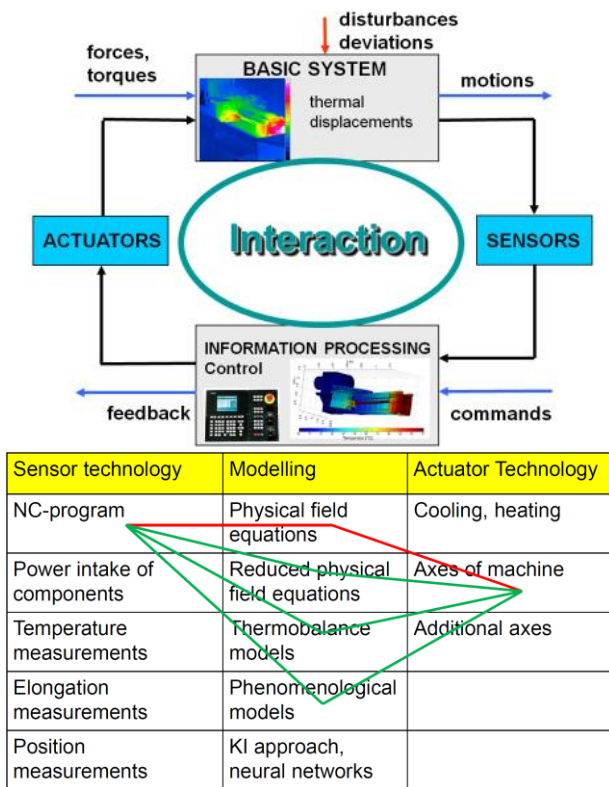 disturbances
deviations
forces,
torques
BASIC SYSTEM
motions
thermal
displacements
ACTUATORS
Interaction
SENSORS
INFORMATION PROCESSING
Control
feedback
commands
Sensor technology
Modelling
Actuator Technology
NC-program
Physical field
equations
Cooling, heating
Power intake of
components
Reduced physical
field equations
Axes of machine
Temperature
measurements
Thermobalance
models
Additional axes
Elongation
measurements
Phenomenological
models
Position
measurements
KI approach,
neural networks